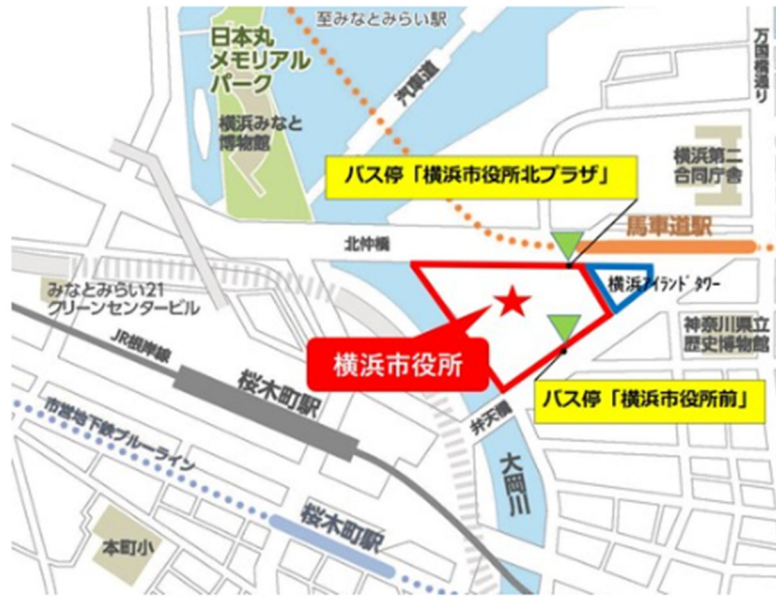 至みなとみらい駅
日本丸
メモリアル
パーク
汽車道
万国橋通り
横浜みなと
博物館
横浜第二
合同庁舎
バス停「横浜市役所北プラザ」
馬車道駅
北仲橋
横浜アイランドタワー
みなとみらい21
グリーンセンタービル
神奈川県立
歴史博物館
JR根岸線
横浜市役所
桜木町駅
バス停「横浜市役所前」
弁天橋
市営地下鉄ブルーライン
大岡川
桜木町駅
本町小